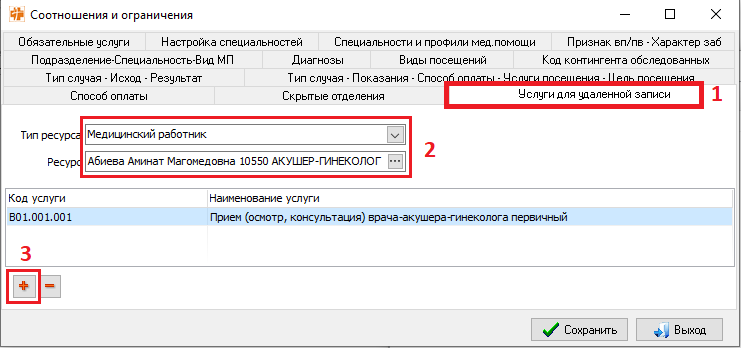 Соотношения и ограничения
Обязательные услуги Настройка специальностей Специальности и профили мед.помощи Признак вп/пв - Характер заб
Подразделение-Специальность-Вид МП Диагнозы Виды посещений Код контингента обследованных
Тип случая - Исход - Результат Тип случая - Показания - Способ оплаты - Услуги посещения - Цель посещения
Способ оплаты Скрытые отделения Услуги для удаленной записи 1
Тип ресурса Медицинский работник
2
Ресурс Абиева Аминат Магомедовна 10550 АКУШЕР-ГИНЕКОЛОГ ...
Код услуги Наименование услуги
B01.001.001 Прием (осмотр, консультация) врача-акушера-гинеколога первичный
3
Сохранить Выход